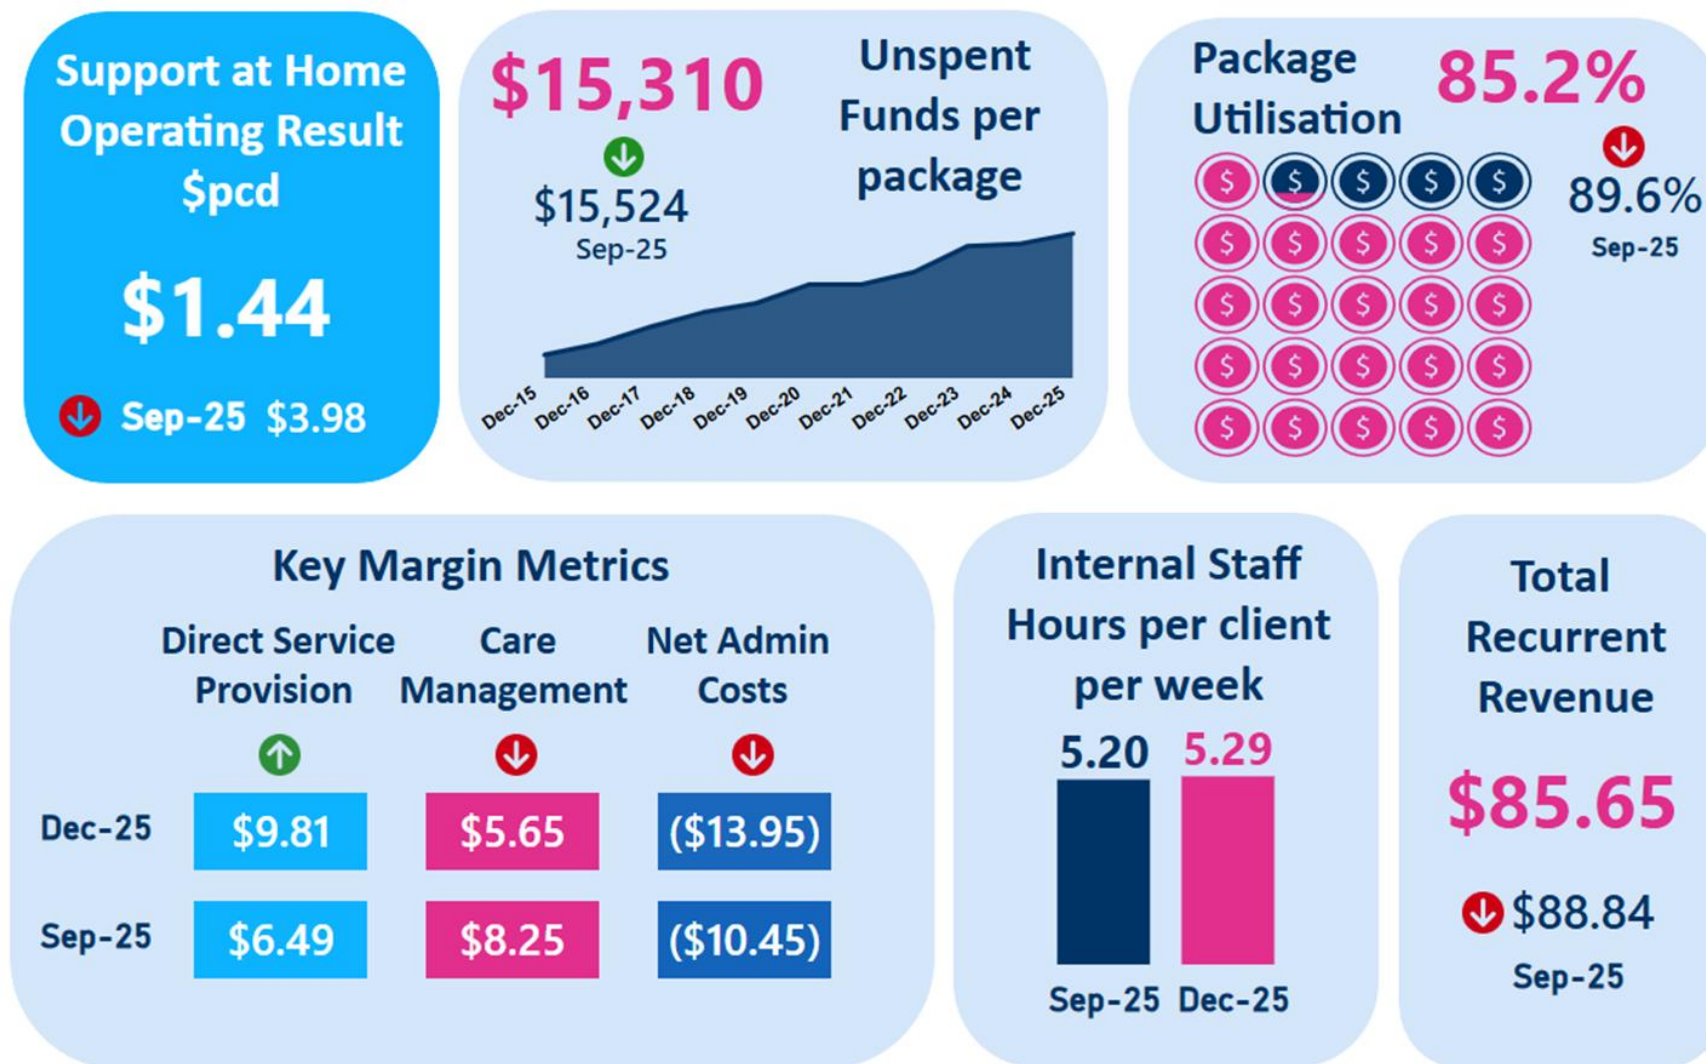 Support at Home
Operating Result
$pcd
$1.44
Sep-25 $3.98
$15,310
$15,524
Sep-25
Unspent
Funds per
package
Dec-15
Dec-16
Dec-17
Dec-18
Dec-19
Dec-20
Dec-21
Dec-22
Dec-23
Dec-24
Dec-25
Package
Utilisation
85.2%
89.6%
Sep-25
$ $ $ $ $
$ $ $ $ $
$ $ $ $ $
$ $ $ $ $
$ $ $ $ $
Key Margin Metrics
Direct Service
Provision
Care
Management
Net Admin
Costs
Dec-25 $9.81 $5.65 ($13.95)
Sep-25 $6.49 $8.25 ($10.45)
Internal Staff
Hours per client
per week
5.20 5.29
Sep-25 Dec-25
Total
Recurrent
Revenue
$85.65
$88.84
Sep-25